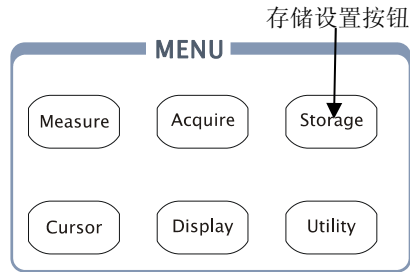 存储设置按钮
MENU
Measure Acquire Storage
Cursor Display Utility